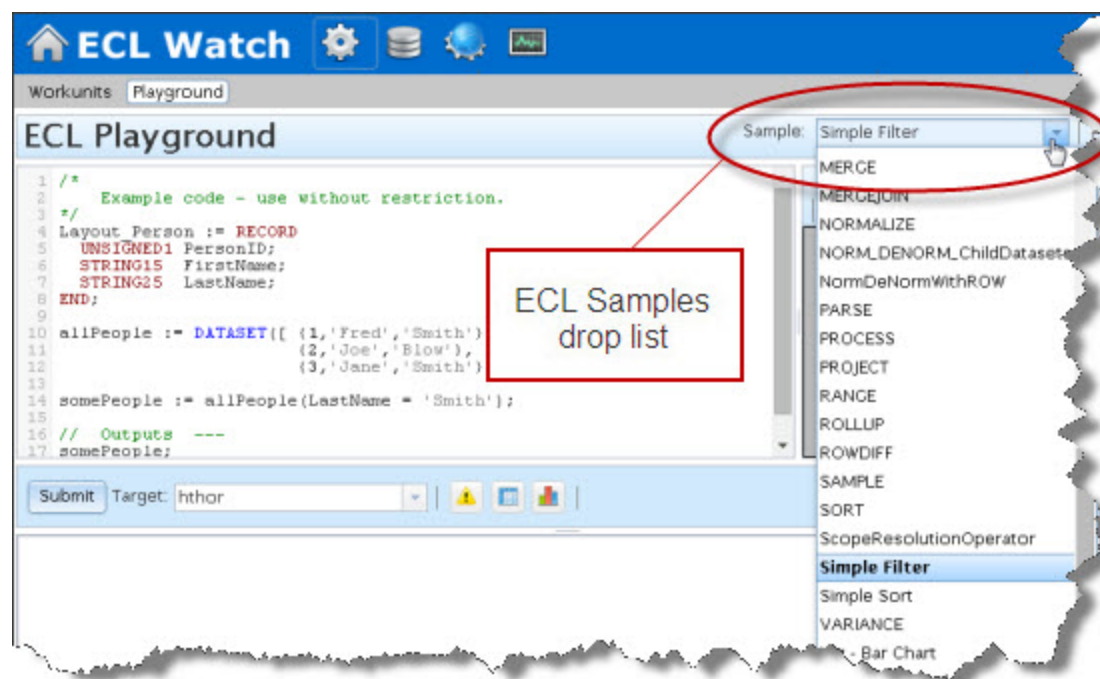 ECL Watch
Workunits Playground
ECL Playground
Sample: Simple Filter
1 /*
2 Example code - use without restriction.
3 */
4 Layout_Person := RECORD
5 UNSIGNED1 PersonID;
6 STRING15 FirstName;
7 STRING25 LastName;
8 END;
9
10 allPeople := DATASET([ {1,'Fred','Smith'}
11 {2,'Joe','Blow'},
12 {3,'Jane','Smith'}
13
14 somePeople := allPeople(LastName = 'Smith');
15
16 // Outputs ---
17 somePeople;
ECL Samples
drop list
MERGE
MERGEJOIN
NORMALIZE
NORM_DENORM_ChildDatasets
NormDeNormWithROW
PARSE
PROCESS
PROJECT
RANGE
ROLLUP
ROWDIFF
SAMPLE
SORT
ScopeResolutionOperator
Simple Filter
Simple Sort
VARIANCE
- Bar Chart
Submit Target: hthor